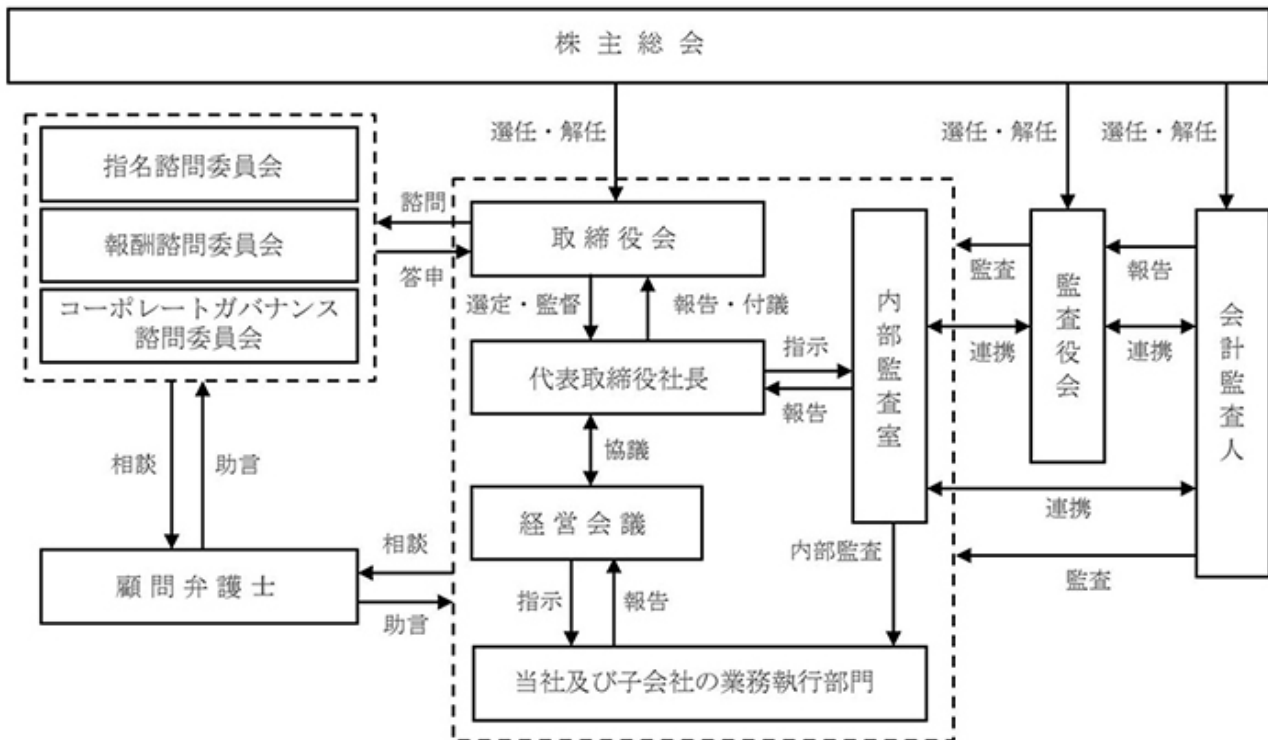 株主総会
選任・解任
選任・解任
選任・解任
指名諮問委員会
報酬諮問委員会
コーポレートガバナンス
諮問委員会
諮問
答申
取締役会
選定・監督
報告・付議
代表取締役社長
指示
報告
協議
経営会議
指示
報告
当社及び子会社の業務執行部門
内部監査室
内部監査
監査
連携
監査役会
報告
連携
会計監査人
連携
監査
相談
助言
顧問弁護士
相談
助言